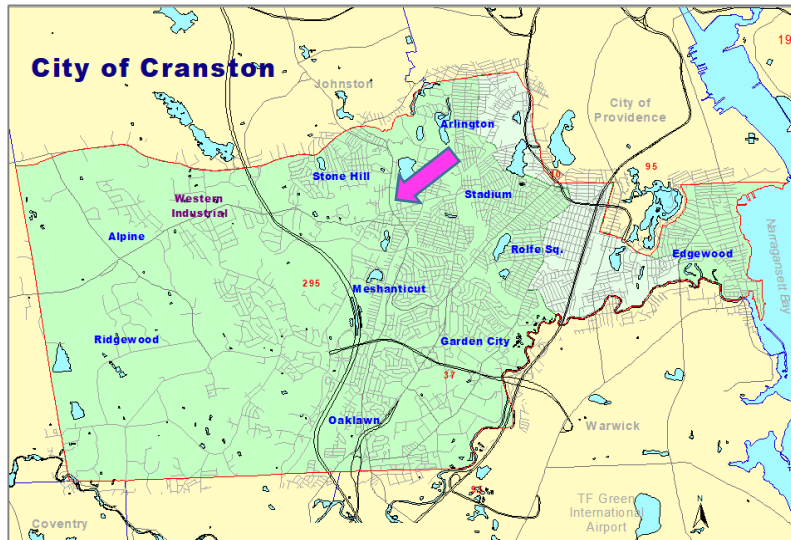 City of Cranston
19
Johnston
City of
Providence
Arlington
95
10
Stone Hill
Stadium
Western
Industrial
Alpine
Rolfe Sq.
Edgewood
Narragansett Bay
295
Meshanticut
Ridgewood
Garden City
37
Oaklawn
Warwick
TF Green
International
Airport
N
Coventry